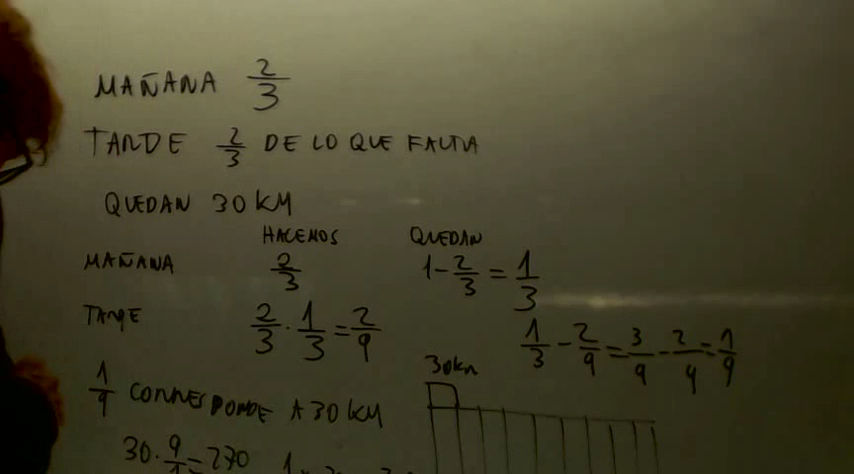 MAÑANA 2/3
TARDE 2/3 DE LO QUE FALTA
QUEDAN 30 KM
HACEMOS QUEDAN
MAÑANA 2/3 1 - 2/3 = 1/3
TARDE 2/3 · 1/3 = 2/9 1/3 - 2/9 = 3/9 - 2/9 = 1/9
30km
1/9 CORRESPONDE A 30 KM
30 · 9/1 = 270